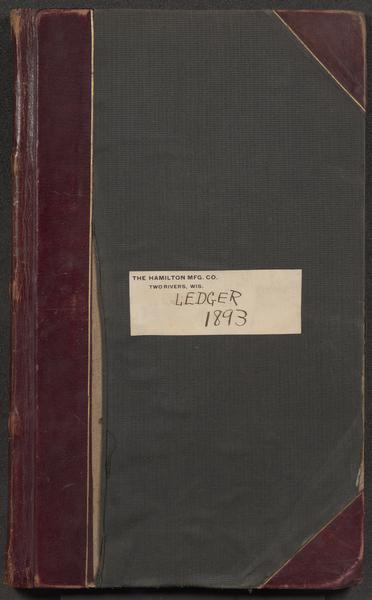 THE HAMILTON MFG. CO.
TWO RIVERS, WIS.
LEDGER
1893